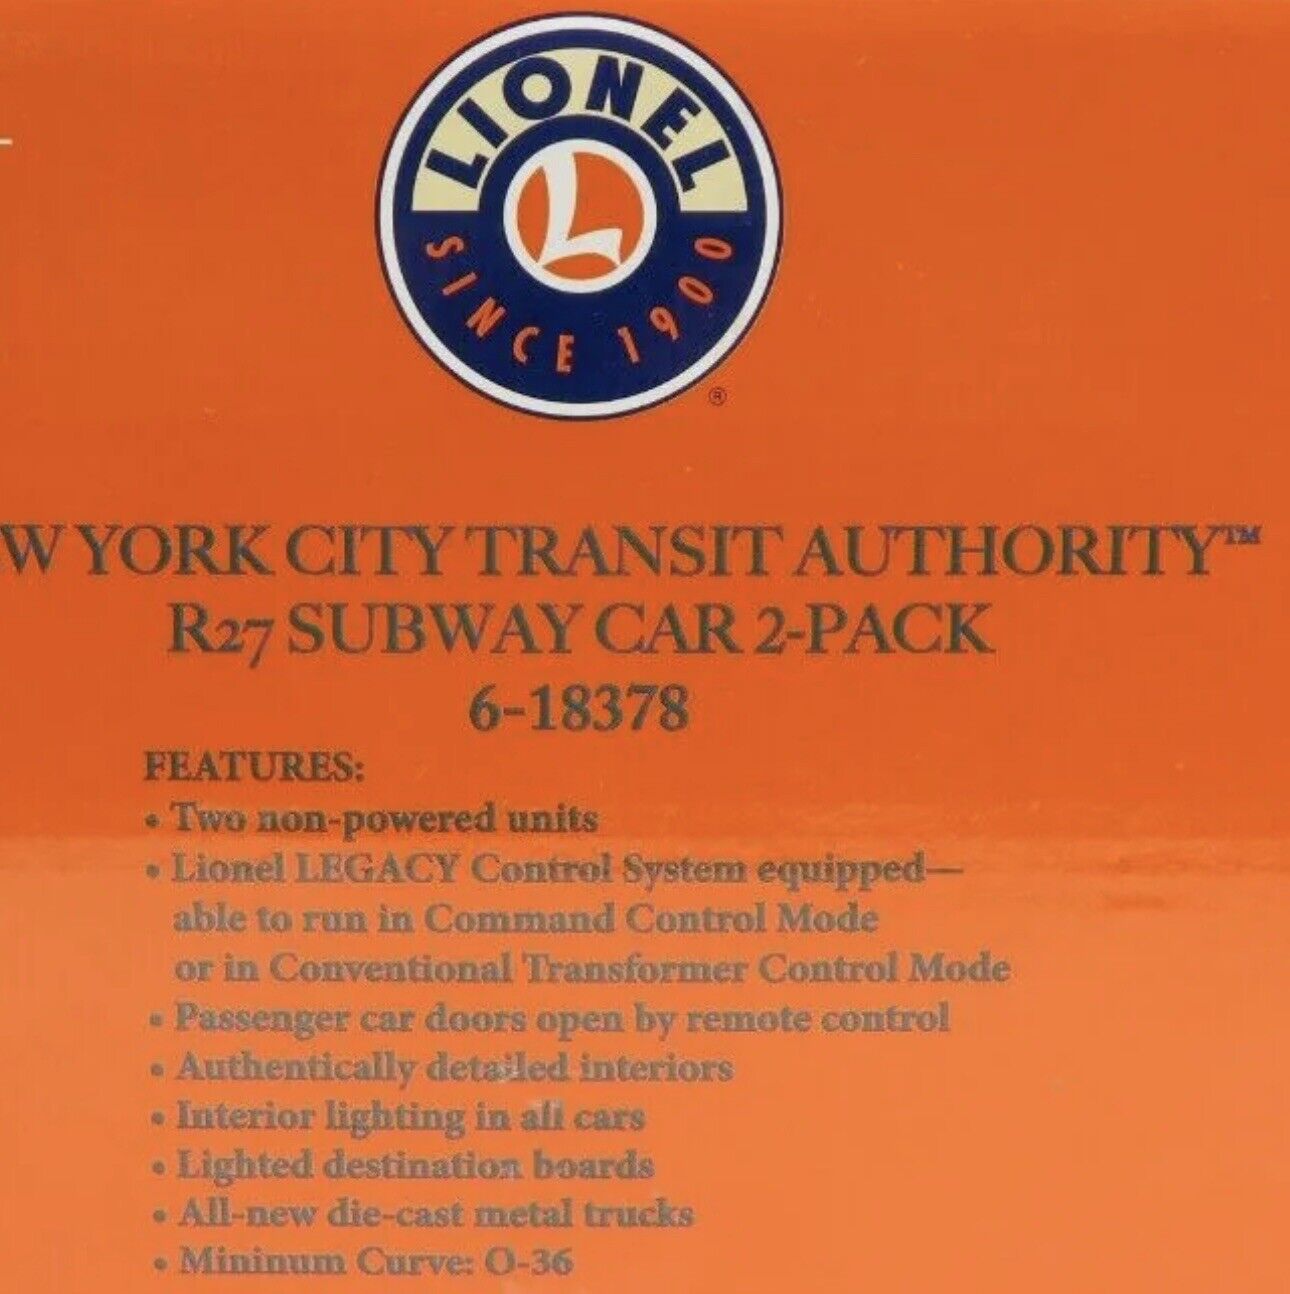 LIONEL
L
SINCE 1900
®
W YORK CITY TRANSIT AUTHORITY™
R27 SUBWAY CAR 2-PACK
6-18378
FEATURES:
• Two non-powered units
• Lionel LEGACY Control System equipped—
able to run in Command Control Mode
or in Conventional Transformer Control Mode
• Passenger car doors open by remote control
• Authentically detailed interiors
• Interior lighting in all cars
• Lighted destination boards
• All-new die-cast metal trucks
• Mininum Curve: O-36